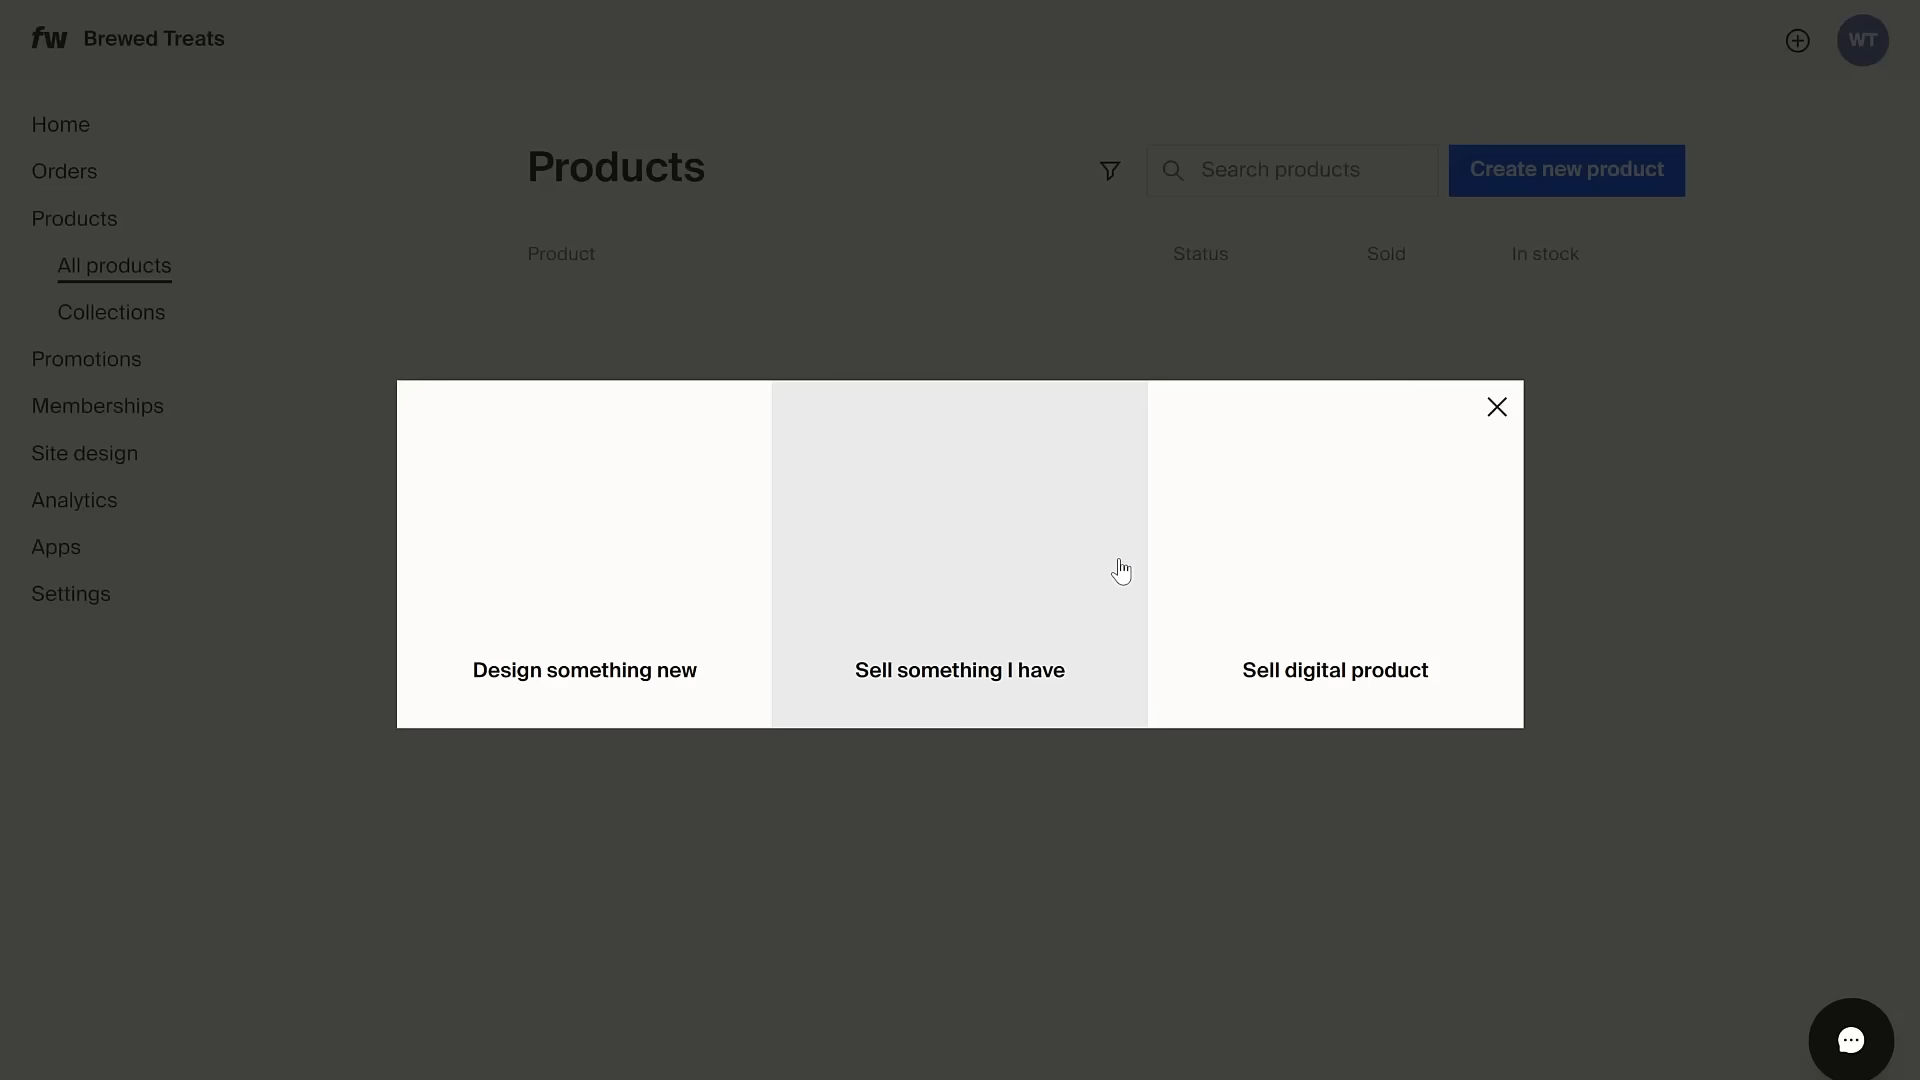 fw Brewed Treats
WT
Home
Orders
Products
All products
Collections
Promotions
Memberships
Site design
Analytics
Apps
Settings
Products
Search products
Create new product
Product Status Sold In stock
Design something new
Sell something I have
Sell digital product